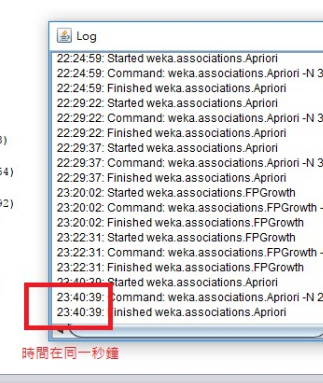 Log
22:24:59: Started weka.associations.Apriori
22:24:59: Command: weka.associations.Apriori -N 3
22:24:59: Finished weka.associations.Apriori
22:29:22: Started weka.associations.Apriori
22:29:22: Command: weka.associations.Apriori -N 3
22:29:22: Finished weka.associations.Apriori
22:29:37: Started weka.associations.Apriori
22:29:37: Command: weka.associations.Apriori -N 3
22:29:37: Finished weka.associations.Apriori
23:20:02: Started weka.associations.FPGrowth
23:20:02: Command: weka.associations.FPGrowth -
23:20:02: Finished weka.associations.FPGrowth
23:22:31: Started weka.associations.FPGrowth
23:22:31: Command: weka.associations.FPGrowth -
23:22:31: Finished weka.associations.FPGrowth
23:40:39: Started weka.associations.Apriori
23:40:39: Command: weka.associations.Apriori -N 2
23:40:39: Finished weka.associations.Apriori
時間在同一秒鐘